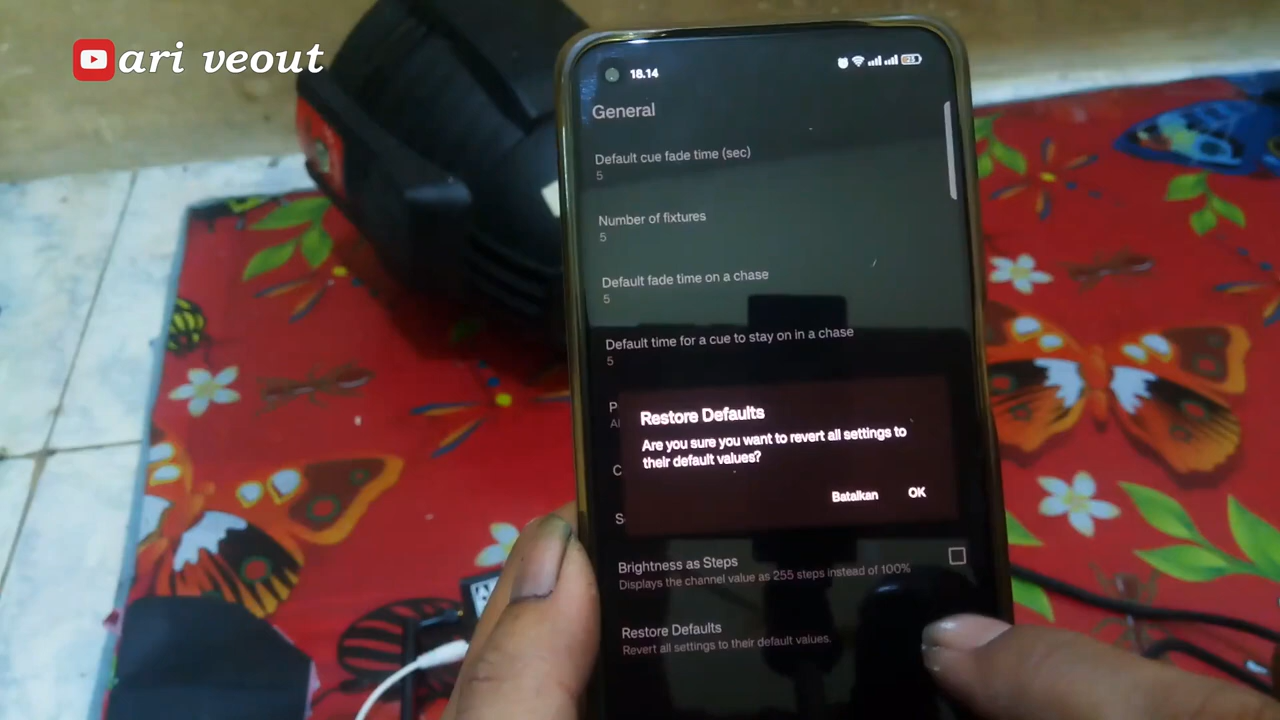 ari veout
18.14
General
Default cue fade time (sec)
5
Number of fixtures
5
Default fade time on a chase
5
Default time for a cue to stay on in a chase
5
Restore Defaults
Are you sure you want to revert all settings to
their default values?
Batalkan OK
Brightness as Steps
Displays the channel value as 255 steps instead of 100%
Restore Defaults
Revert all settings to their default values.